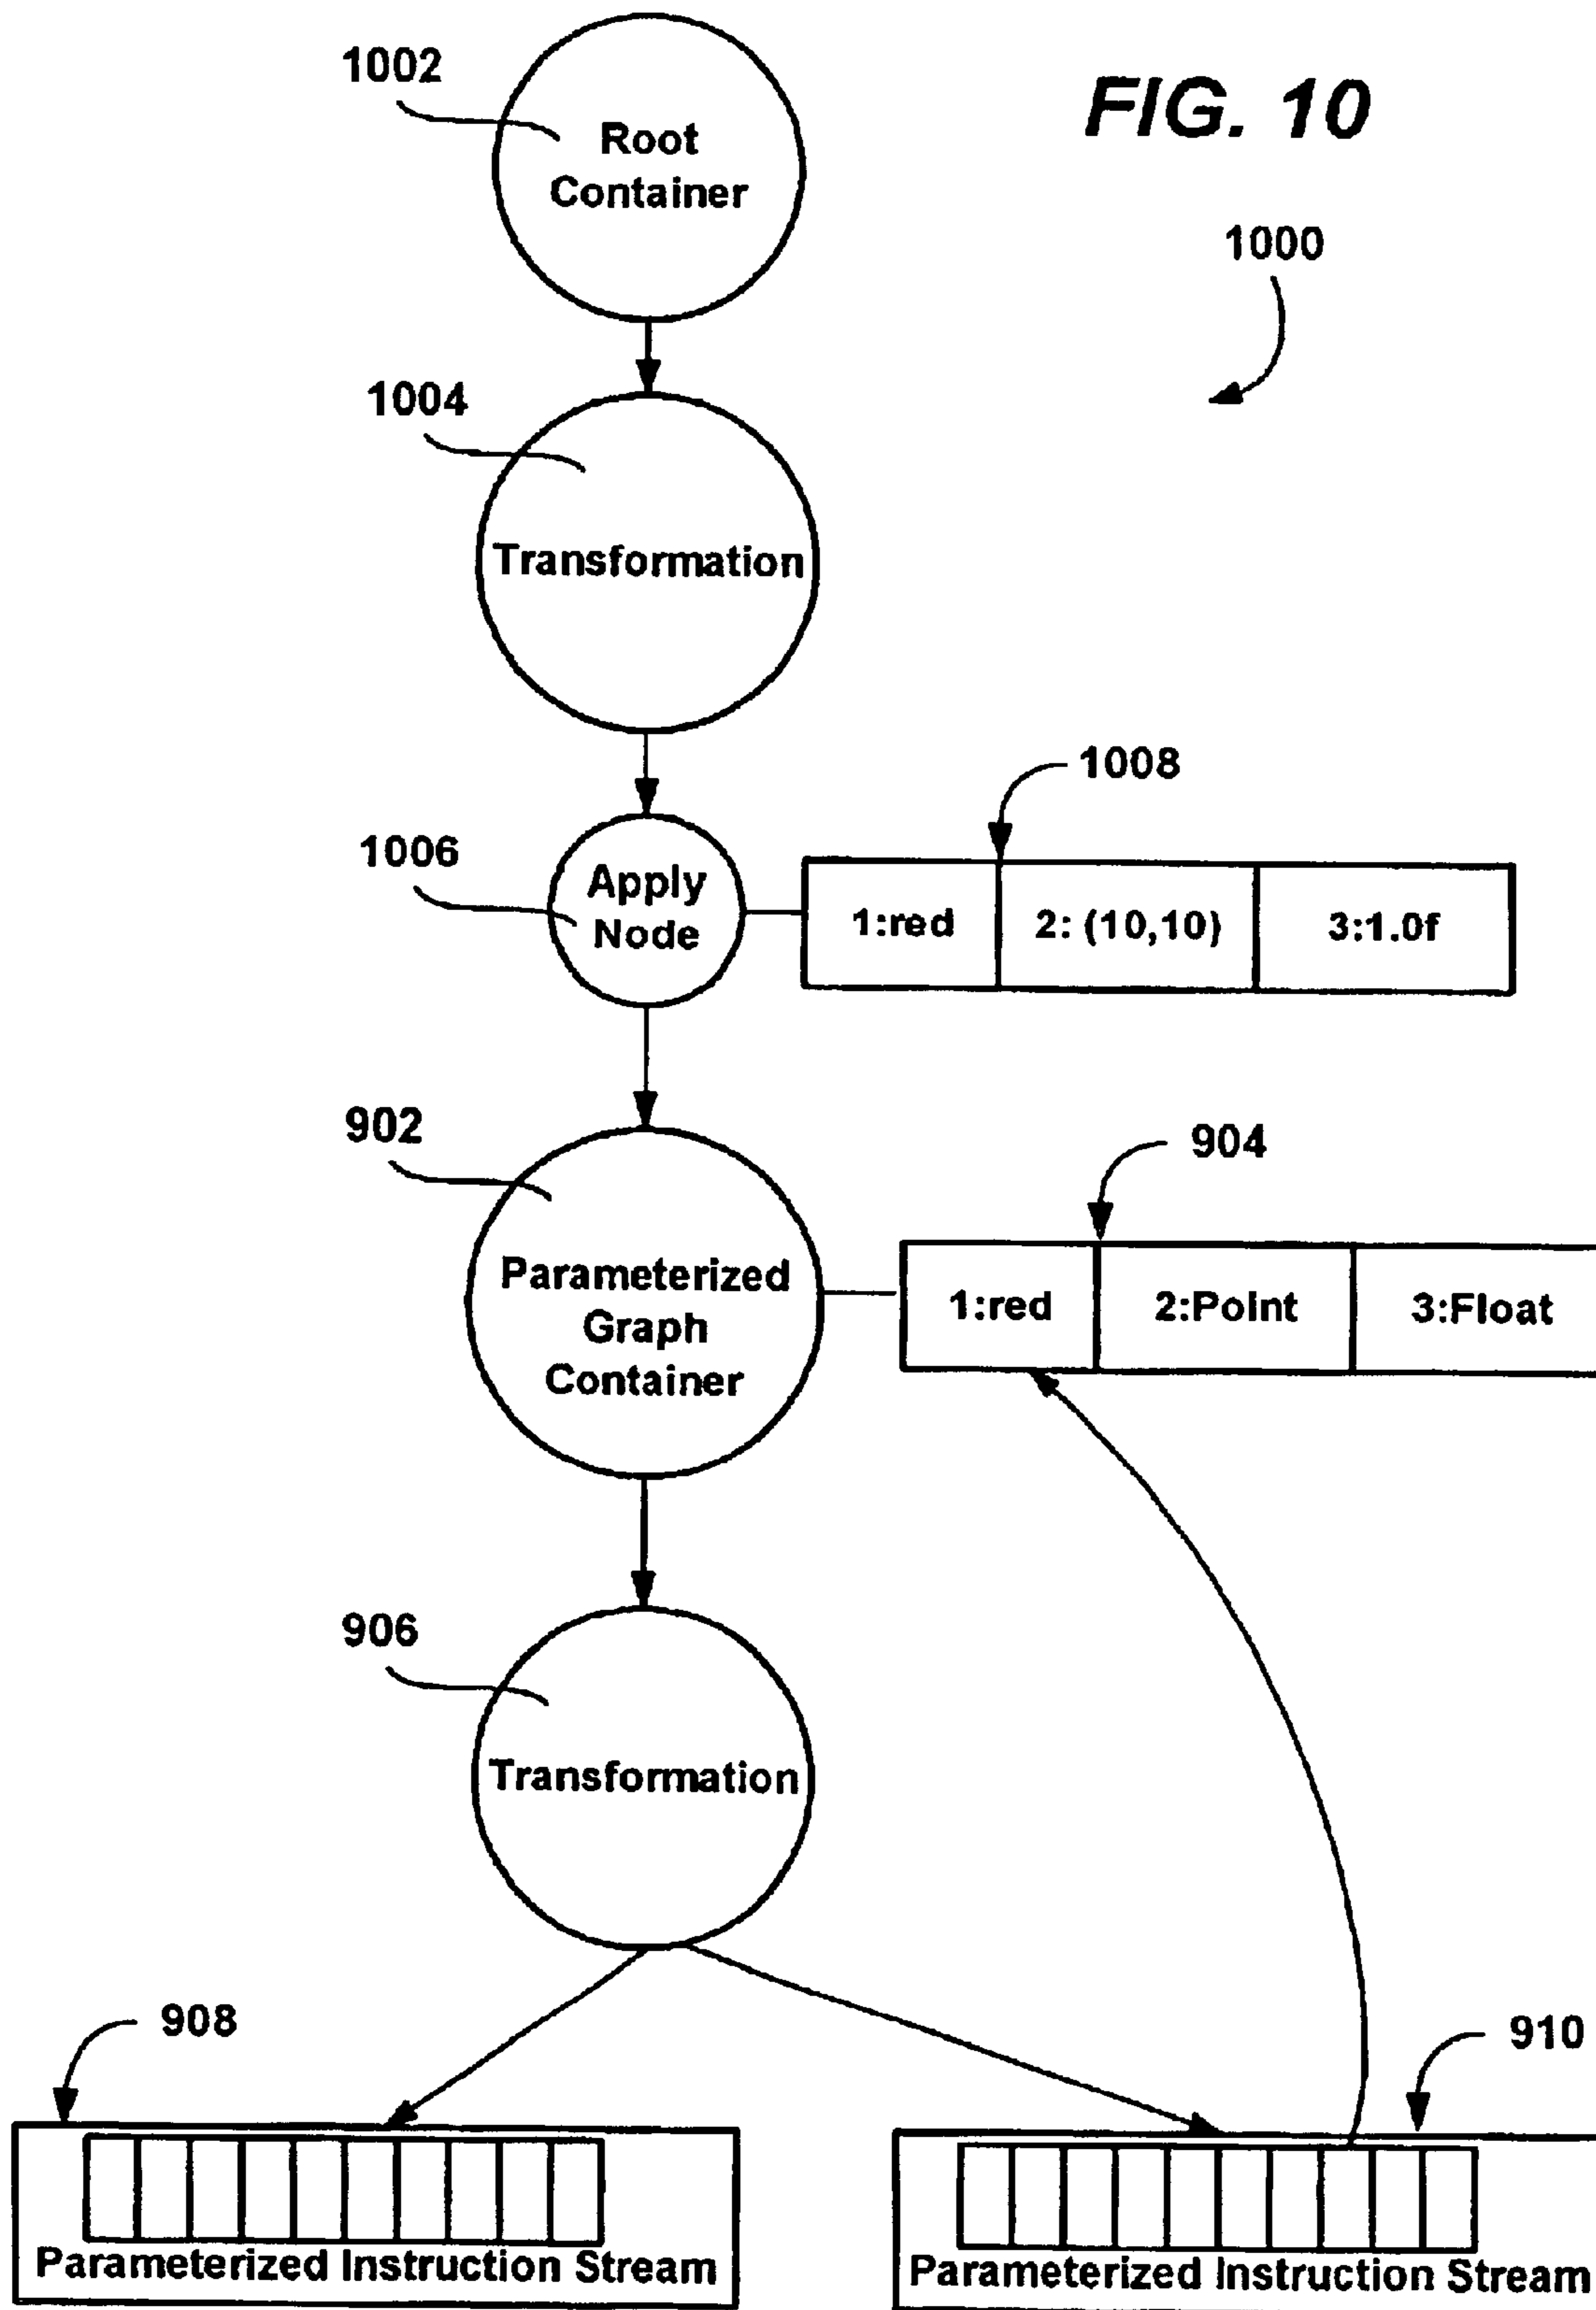 1002
FIG. 10
Root
Container
1000
1004
Transformation
1008
1006
Apply
Node
1:red
2: (10,10)
3:1.0f
902
904
Parameterized
Graph
Container
1:red
2:Point
3:Float
906
Transformation
908
910
Parameterized Instruction Stream
Parameterized Instruction Stream